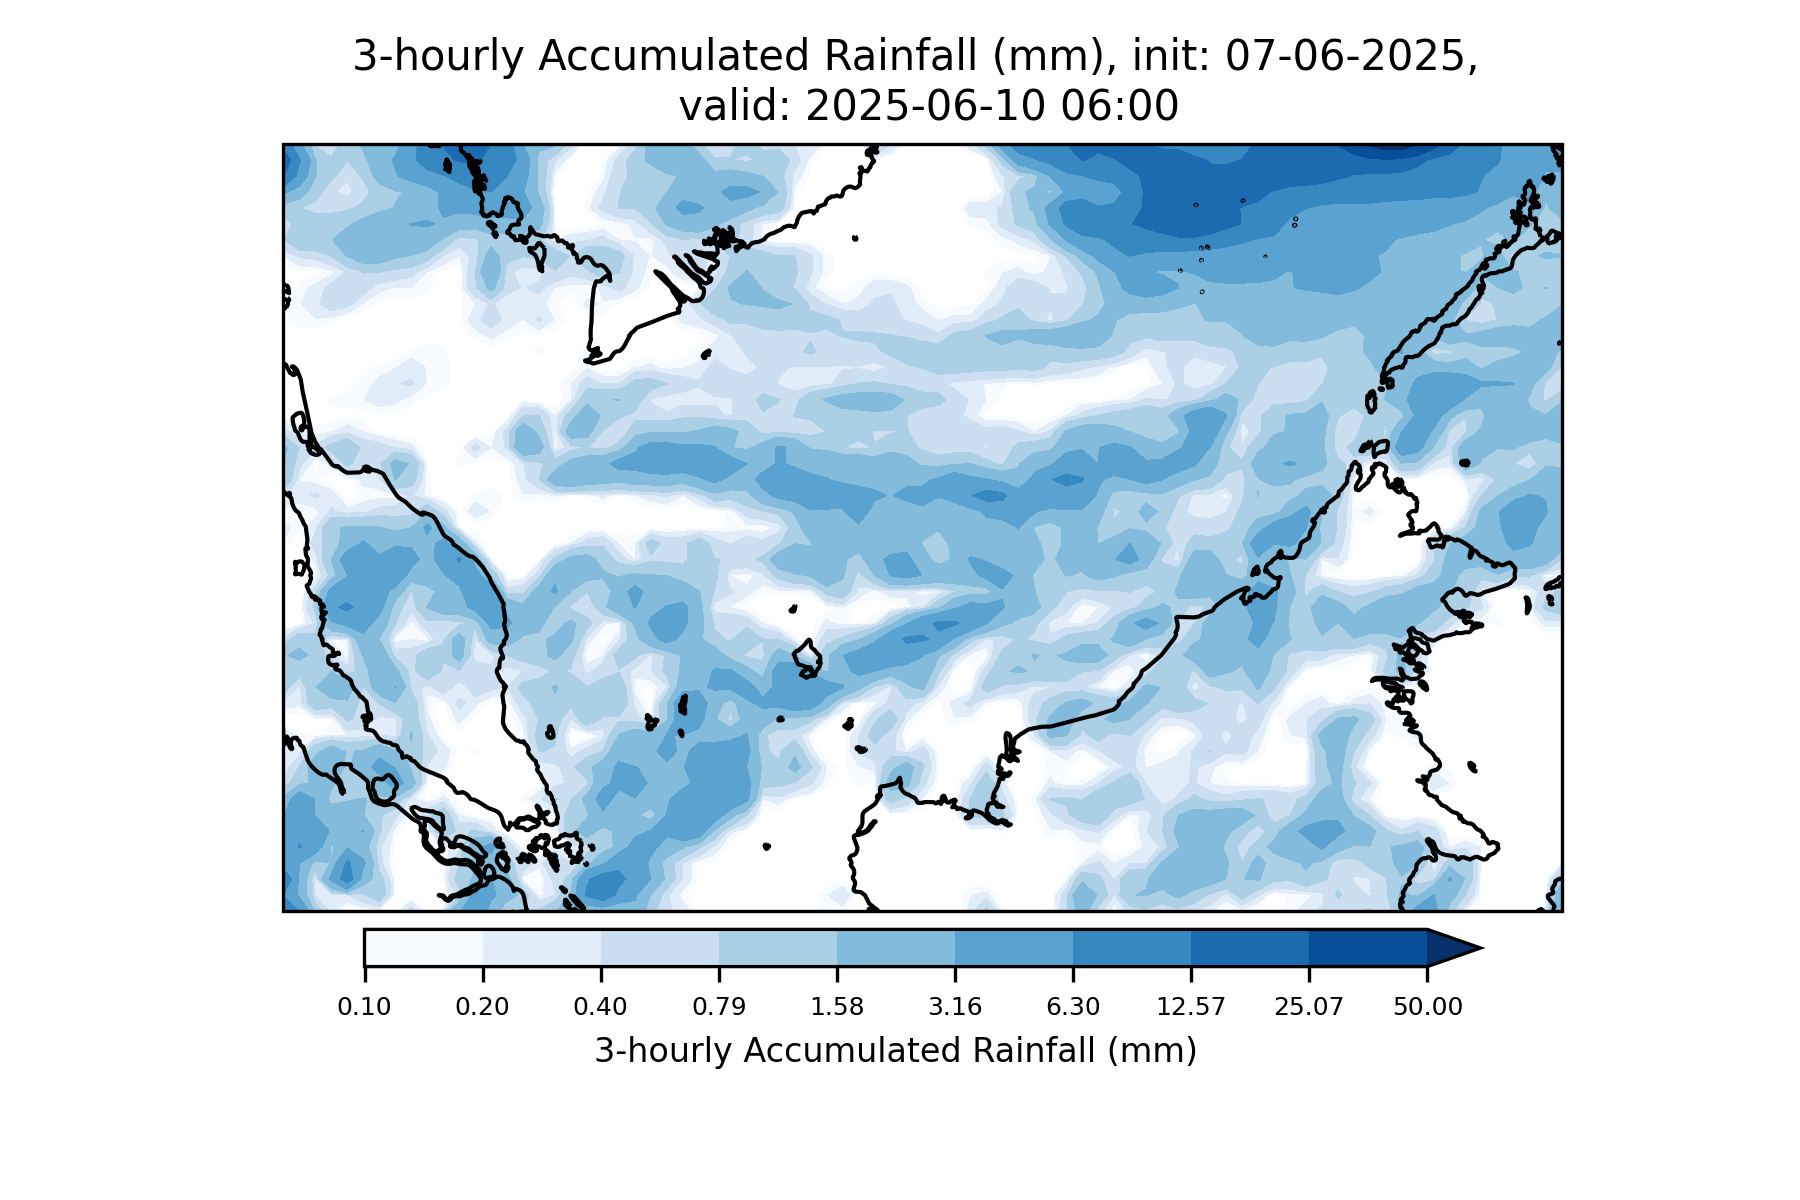 3-hourly Accumulated Rainfall (mm), init: 07-06-2025,
valid: 2025-06-10 06:00
0.10 0.20 0.40 0.79 1.58 3.16 6.30 12.57 25.07 50.00
3-hourly Accumulated Rainfall (mm)